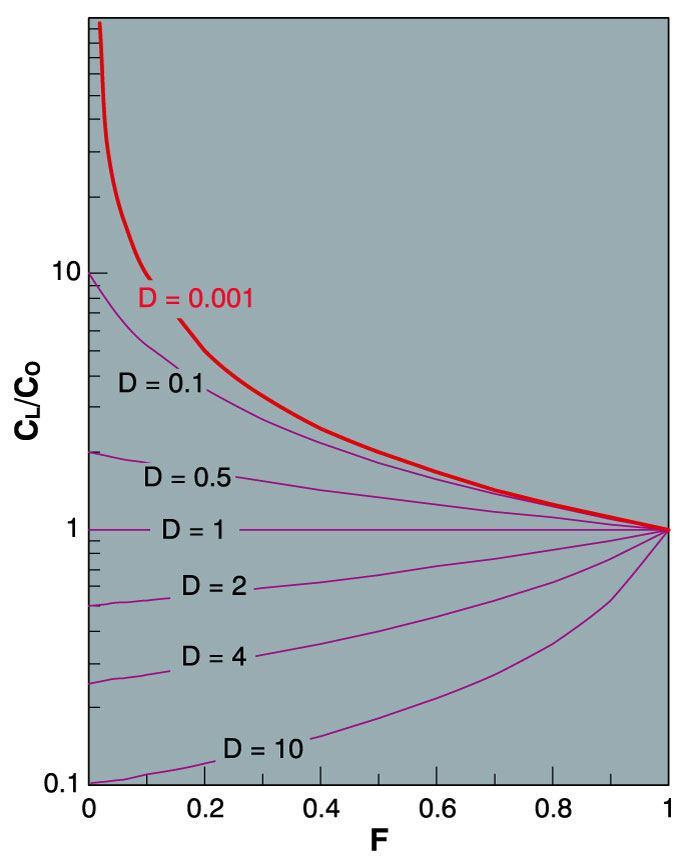 10
D = 0.001
D = 0.1
CL/CO
D = 0.5
1
D = 1
D = 2
D = 4
D = 10
0.1
0
0.2
0.4
0.6
0.8
1
F